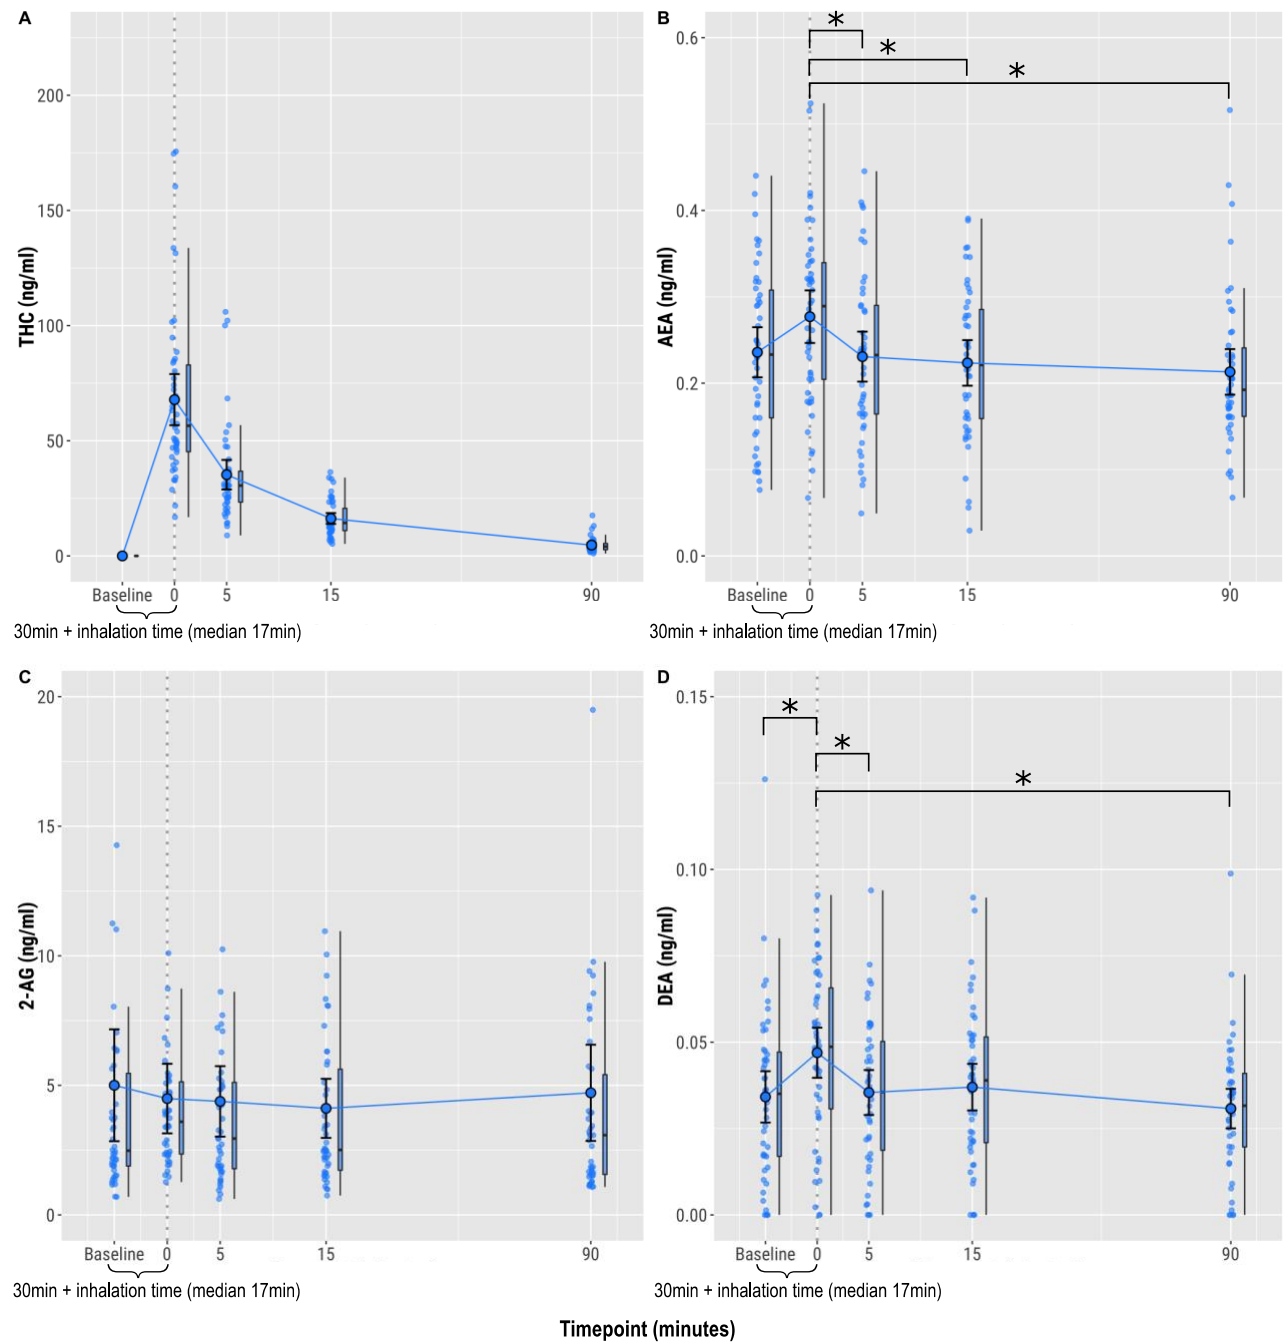 A
THC (ng/ml)
200
150
100
50
0
Baseline 0 5 15 90
30min + inhalation time (median 17min)
B
AEA (ng/ml)
* * *
0.6
0.4
0.2
0.0
Baseline 0 5 15 90
30min + inhalation time (median 17min)
C
2-AG (ng/ml)
20
15
10
5
0
Baseline 0 5 15 90
30min + inhalation time (median 17min)
D
DEA (ng/ml)
* * *
0.15
0.10
0.05
0.00
Baseline 0 5 15 90
30min + inhalation time (median 17min)
Timepoint (minutes)